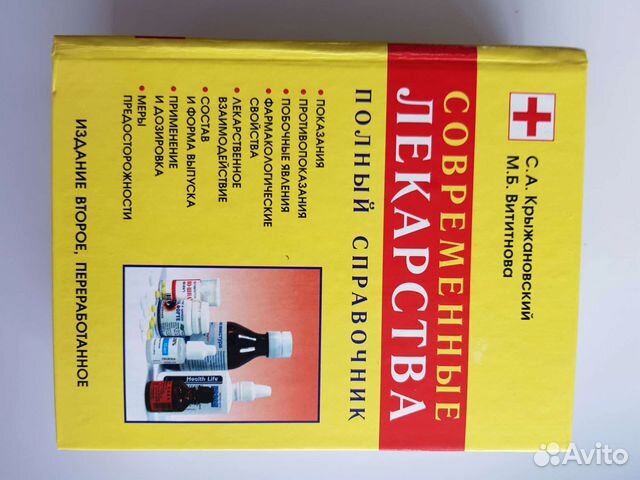 С. А. Крыжановский
М. Б. Вититнова
СОВРЕМЕННЫЕ
ЛЕКАРСТВА
ПОЛНЫЙ СПРАВОЧНИК
• ПОКАЗАНИЯ
• ПРОТИВОПОКАЗАНИЯ
• ПОБОЧНЫЕ ЯВЛЕНИЯ
• ФАРМАКОЛОГИЧЕСКИЕ
СВОЙСТВА
• ЛЕКАРСТВЕННОЕ
ВЗАИМОДЕЙСТВИЕ
• СОСТАВ
И ФОРМА ВЫПУСКА
• ПРИМЕНЕНИЕ
И ДОЗИРОВКА
• МЕРЫ
ПРЕДОСТОРОЖНОСТИ
Health Life
ИЗДАНИЕ ВТОРОЕ, ПЕРЕРАБОТАННОЕ
Avito